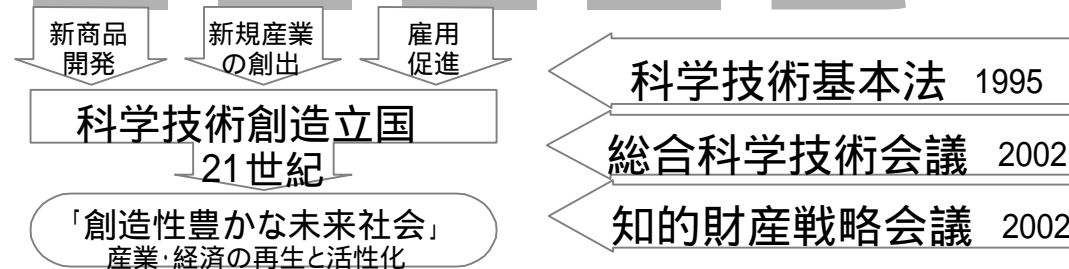 新商品
開発
新規産業
の創出
雇用
促進
科学技術創造立国
21世紀
「創造性豊かな未来社会」
産業・経済の再生と活性化
科学技術基本法 1995
総合科学技術会議 2002
知的財産戦略会議 2002